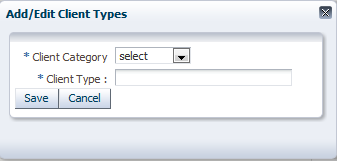 Add/Edit Client Types
* Client Category select
* Client Type :
Save Cancel